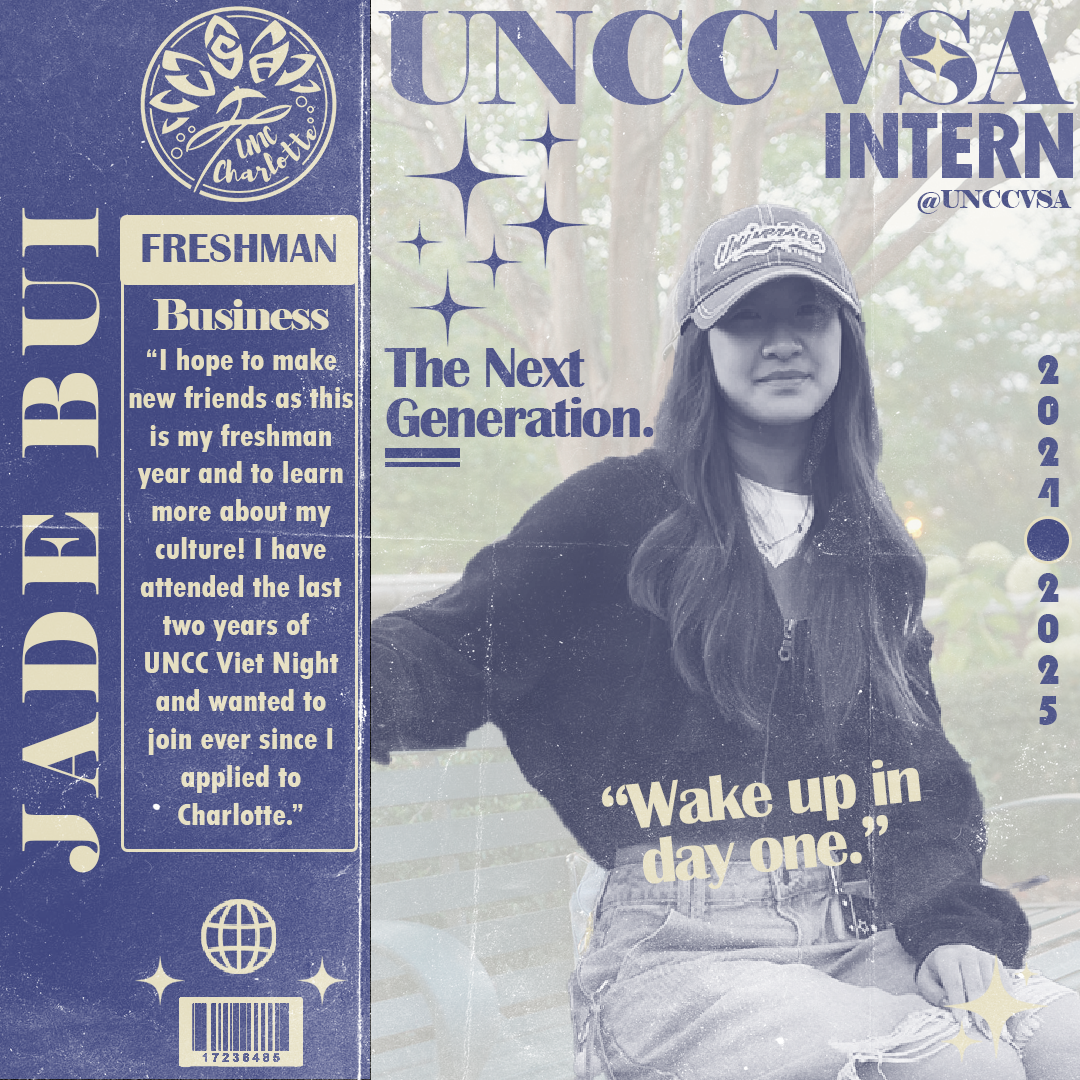 VSA
UNC
Charlotte
JADE BUI
FRESHMAN
Business
“I hope to make
new friends as this
is my freshman
year and to learn
more about my
culture! I have
attended the last
two years of
UNCC Viet Night
and wanted to
join ever since I
applied to
Charlotte.”
17236485
UNCC VSA
INTERN
@UNCCVSA
The Next
Generation.
Universal
2024
2025
“Wake up in
day one.”